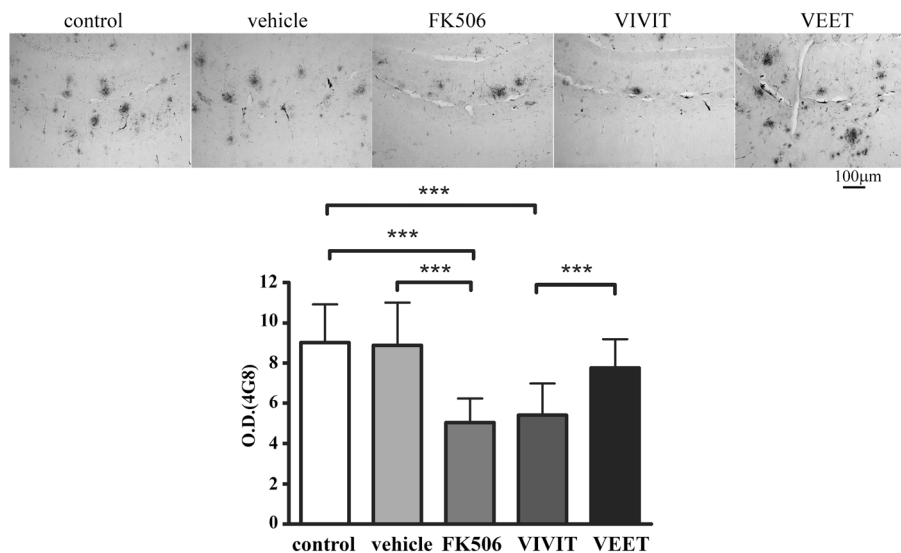 control vehicle FK506 VIVIT VEET
100μm
***
***
*** ***
12
10
8
6
4
2
0
O.D.(4G8)
control vehicle FK506 VIVIT VEET